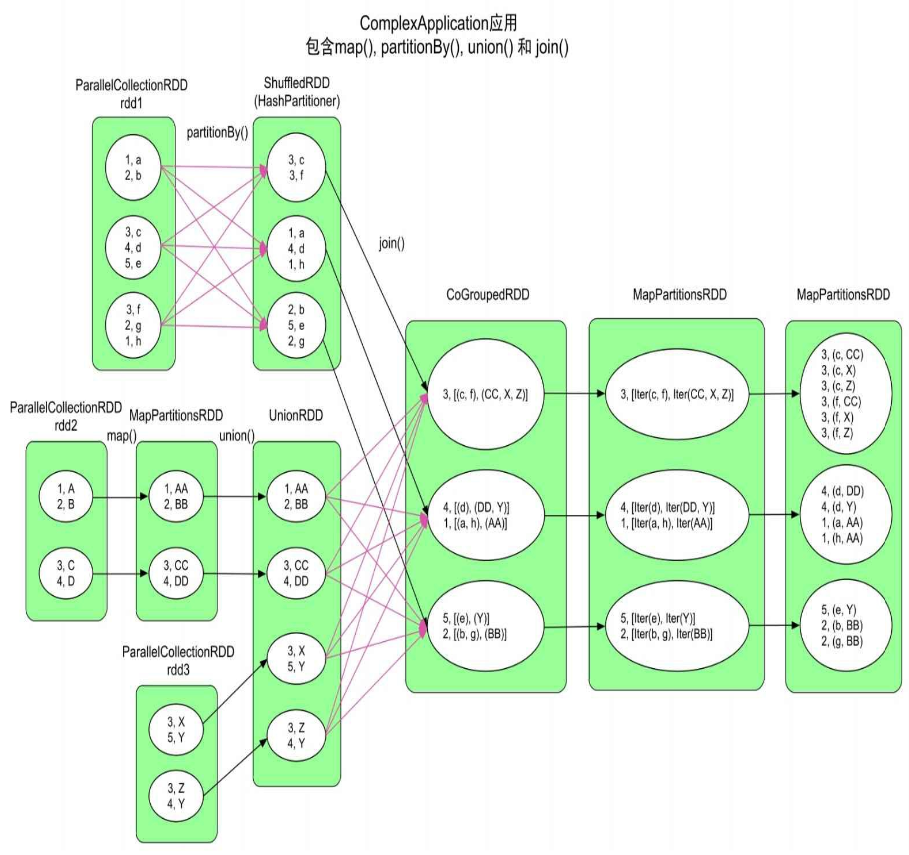 ComplexApplication应用
包含map(), partitionBy(), union() 和 join()
ParallelCollectionRDD
rdd1
1, a
2, b
3, c
4, d
5, e
3, f
2, g
1, h
partitionBy()
ShuffledRDD
(HashPartitioner)
3, c
3, f
1, a
4, d
1, h
2, b
5, e
2, g
join()
ParallelCollectionRDD
rdd2
1, A
2, B
3, C
4, D
map()
MapPartitionsRDD
1, AA
2, BB
3, CC
4, DD
union()
UnionRDD
1, AA
2, BB
3, CC
4, DD
3, X
5, Y
3, Z
4, Y
ParallelCollectionRDD
rdd3
3, X
5, Y
3, Z
4, Y
CoGroupedRDD
3, [(c, f), (CC, X, Z)]
4, [(d), (DD, Y)]
1, [(a, h), (AA)]
5, [(e), (Y)]
2, [(b, g), (BB)]
MapPartitionsRDD
3, [Iter(c, f), Iter(CC, X, Z)]
4, [Iter(d), Iter(DD, Y)]
1, [Iter(a, h), Iter(AA)]
5, [Iter(e), Iter(Y)]
2, [Iter(b, g), Iter(BB)]
MapPartitionsRDD
3, (c, CC)
3, (c, X)
3, (c, Z)
3, (f, CC)
3, (f, X)
3, (f, Z)
4, (d, DD)
4, (d, Y)
1, (a, AA)
1, (h, AA)
5, (e, Y)
2, (b, BB)
2, (g, BB)